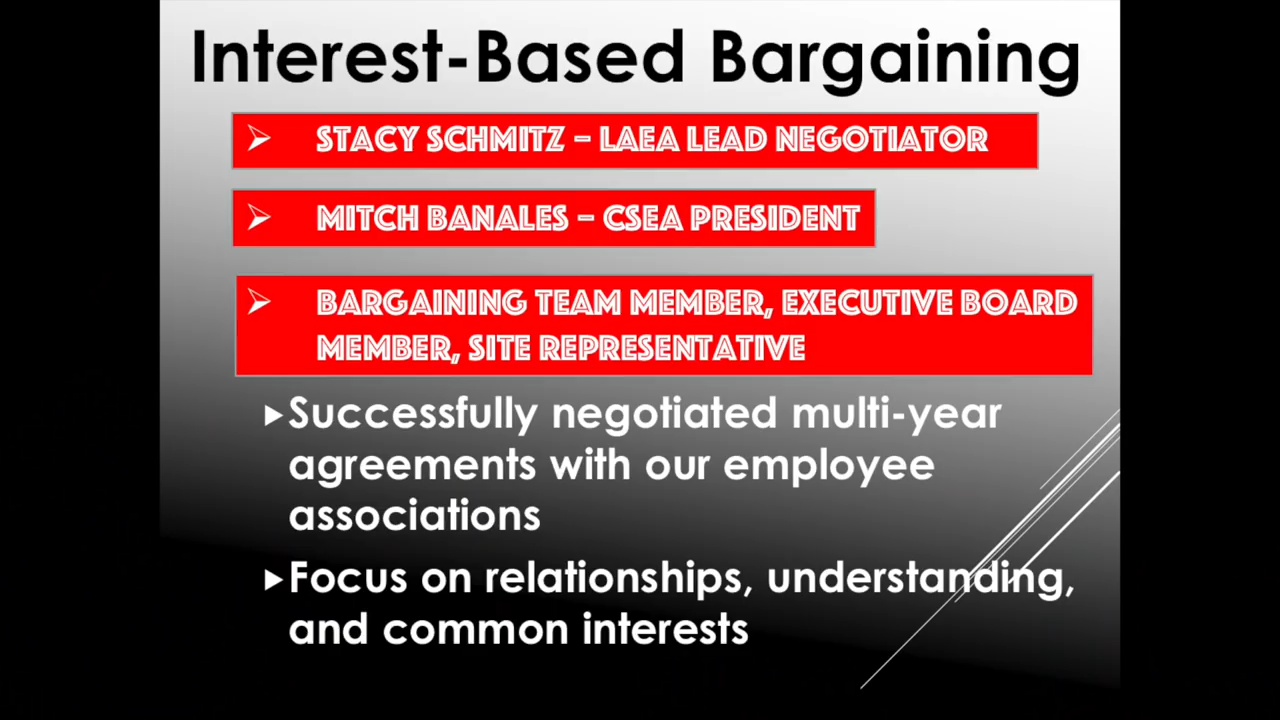 Interest-Based Bargaining
STACY SCHMITZ – LAEA LEAD NEGOTIATOR
MITCH BANALES – CSEA PRESIDENT
BARGAINING TEAM MEMBER, EXECUTIVE BOARD
MEMBER, SITE REPRESENTATIVE
Successfully negotiated multi-year
agreements with our employee
associations
Focus on relationships, understanding,
and common interests